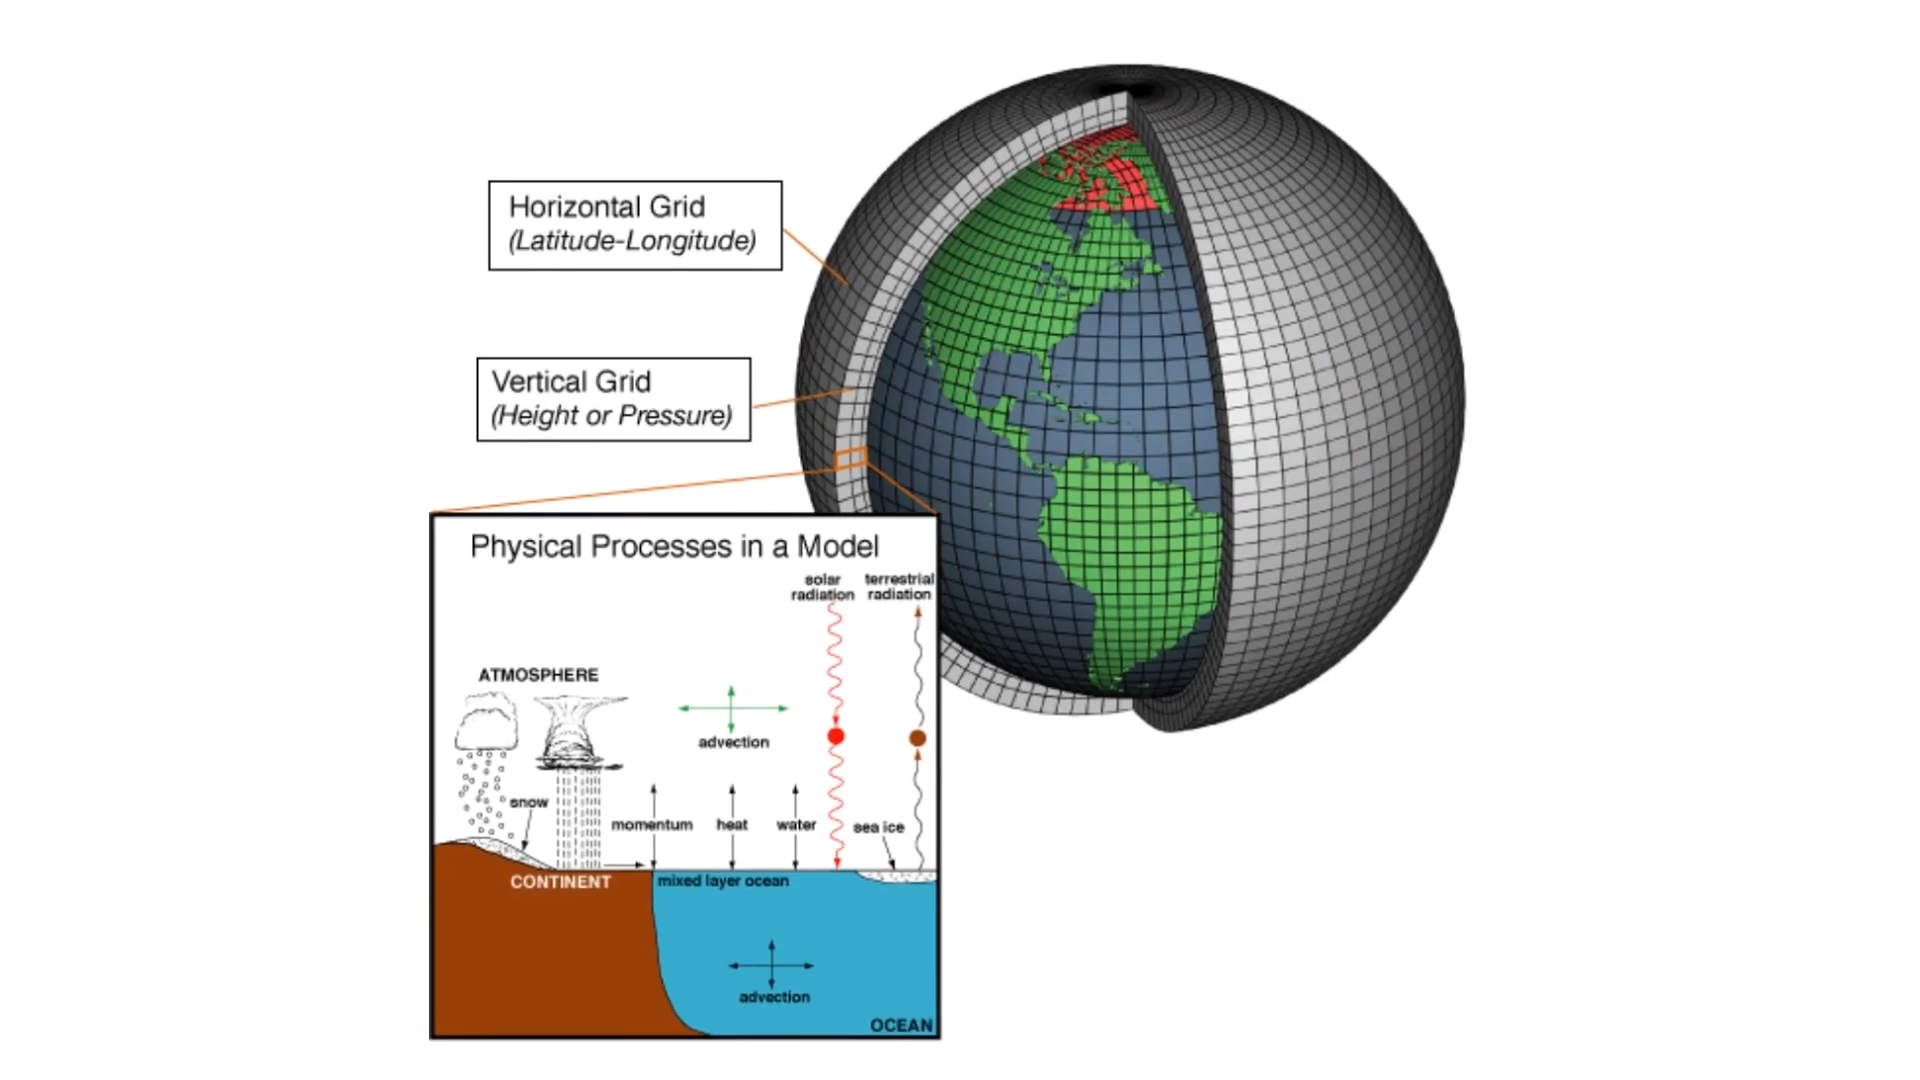 Horizontal Grid
(Latitude-Longitude)
Vertical Grid
(Height or Pressure)
Physical Processes in a Model
solar
radiation
terrestrial
radiation
ATMOSPHERE
advection
snow
momentum
heat
water
sea ice
CONTINENT
mixed layer ocean
advection
OCEAN